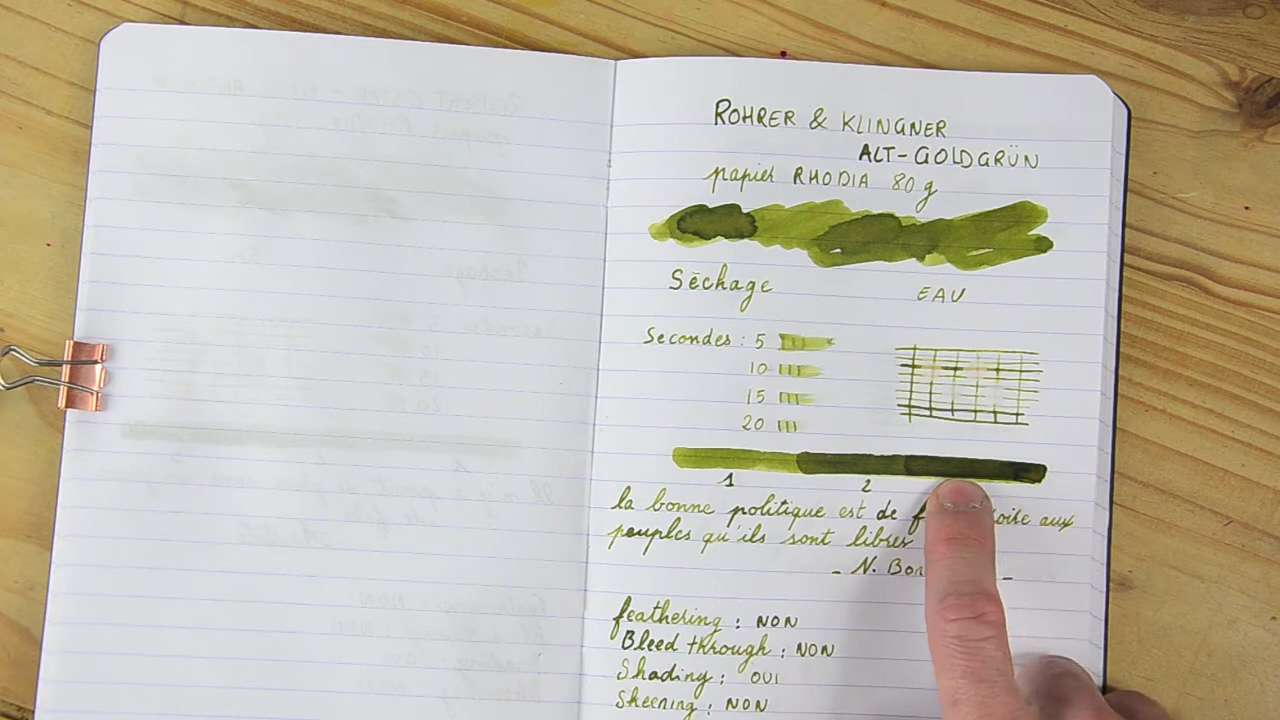 ROHRER & KLINGNER
ALT-GOLDGRÜN
papier RHODIA 80 g
Séchage
EAU
Secondes : 5
10
15
20
1
2
la bonne politique est de aux
peuples qu'ils sont libres
- N. -
feathering : NON
Bleed through : NON
Shading : OUI
Sheening : NON